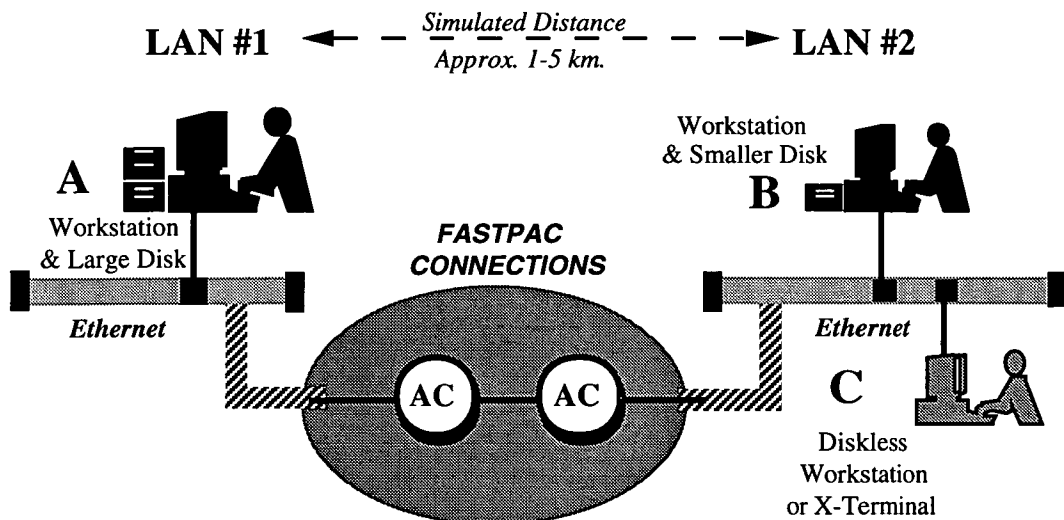 LAN #1
Simulated Distance
Approx. 1-5 km.
LAN #2
A
Workstation
& Large Disk
Ethernet
FASTPAC
CONNECTIONS
AC
AC
Workstation
& Smaller Disk
B
Ethernet
C
Diskless
Workstation
or X-Terminal